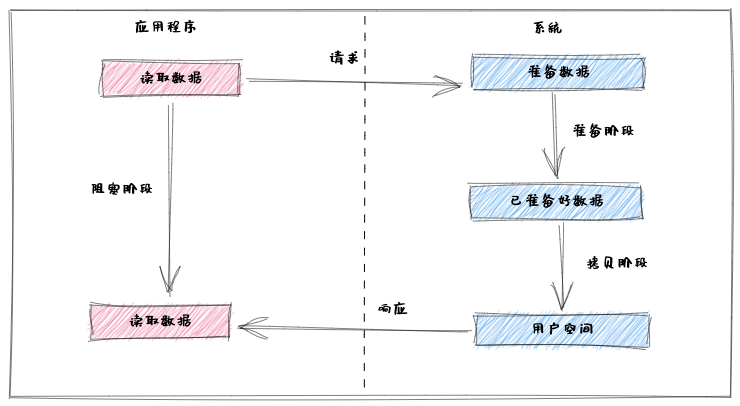 应用程序
系统
请求
读取数据
准备数据
准备阶段
阻塞阶段
已准备好数据
拷贝阶段
响应
读取数据
用户空间